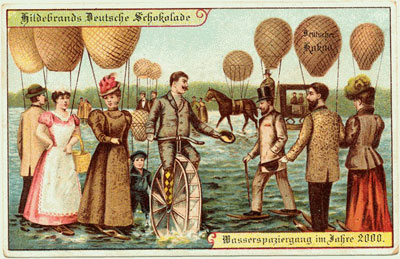 Hildebrands Deutsche Schokolade
Deutscher
Kakao
Wasserspaziergang im Jahre 2000.